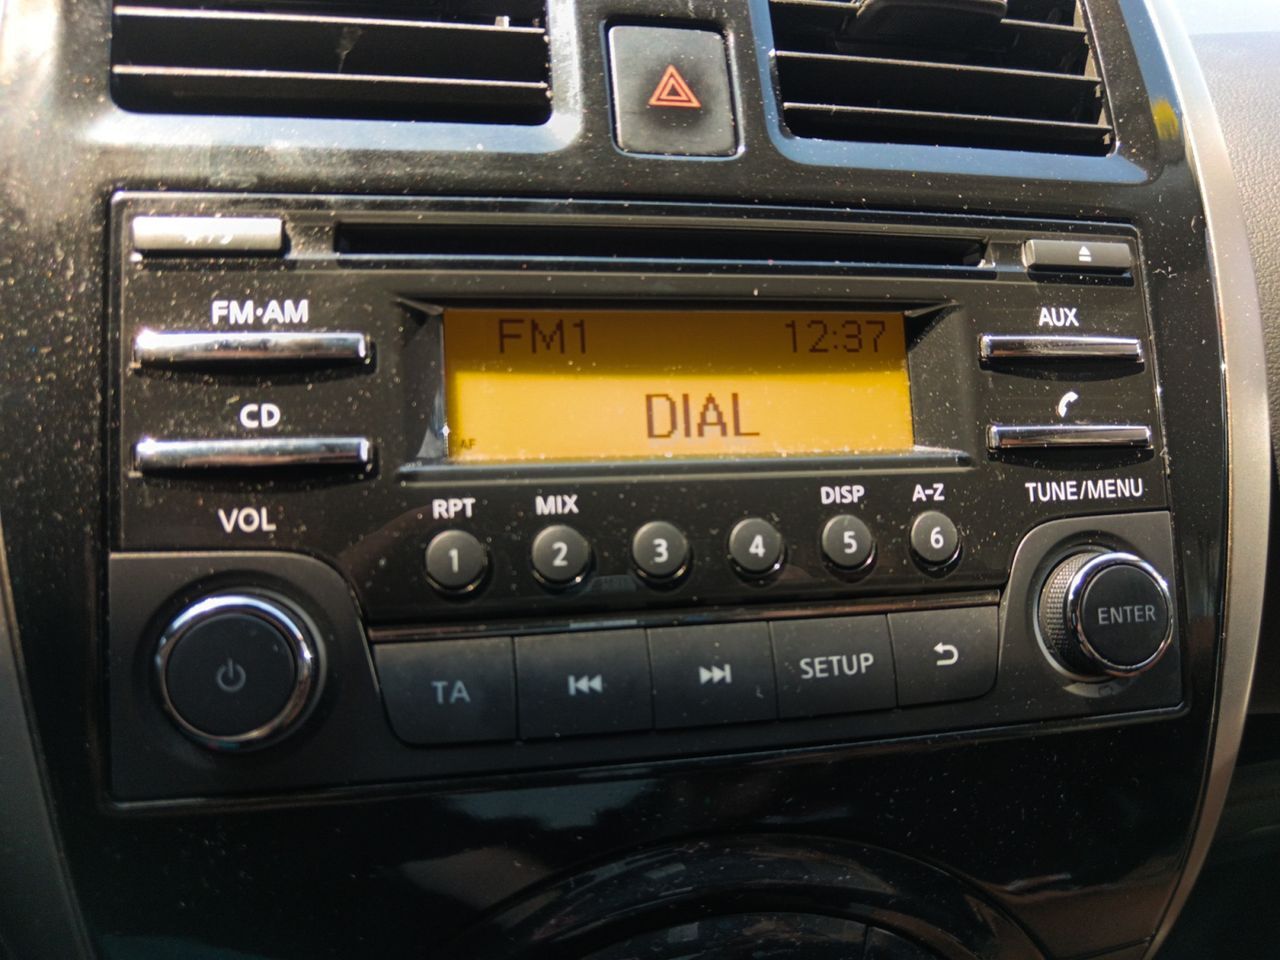 FM•AM
CD
VOL
FM1 12:37
DIAL
AF
AUX
TUNE/MENU
RPT MIX DISP A-Z
1 2 3 4 5 6
TA SETUP
ENTER